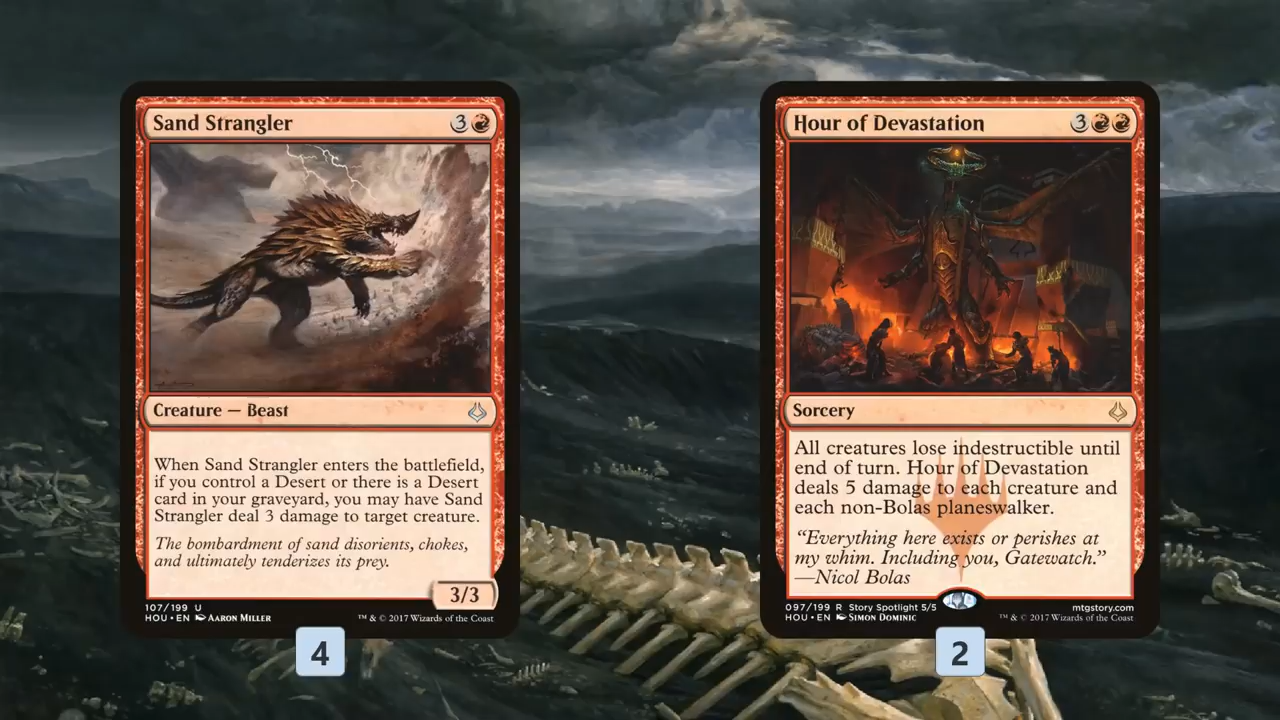 Sand Strangler
3
Creature — Beast
When Sand Strangler enters the battlefield,
if you control a Desert or there is a Desert
card in your graveyard, you may have Sand
Strangler deal 3 damage to target creature.
The bombardment of sand disorients, chokes,
and ultimately tenderizes its prey.
3/3
107/199 U
HOU • EN AARON MILLER
™ & © 2017 Wizards of the Coast
4
Hour of Devastation
3
Sorcery
All creatures lose indestructible until
end of turn. Hour of Devastation
deals 5 damage to each creature and
each non-Bolas planeswalker.
“Everything here exists or perishes at
my whim. Including you, Gatewatch.”
—Nicol Bolas
097/199 R Story Spotlight 5/5
mtgstory.com
HOU • EN SIMON DOMINIC
™ & © 2017 Wizards of the Coast
2